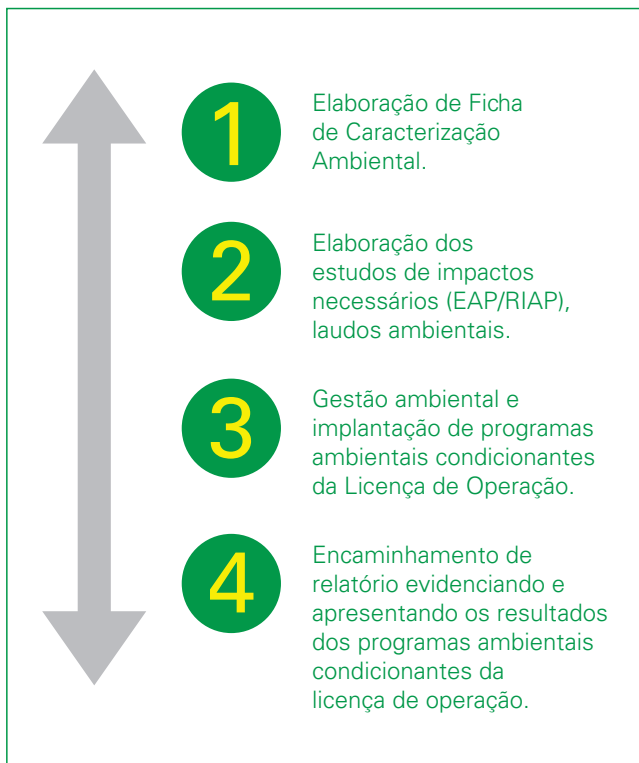 1
Elaboração de Ficha
de Caracterização
Ambiental.
2
Elaboração dos
estudos de impactos
necessários (EAP/RIAP),
laudos ambientais.
3
Gestão ambiental e
implantação de programas
ambientais condicionantes
da Licença de Operação.
4
Encaminhamento de
relatório evidenciando e
apresentando os resultados
dos programas ambientais
condicionantes da
licença de operação.